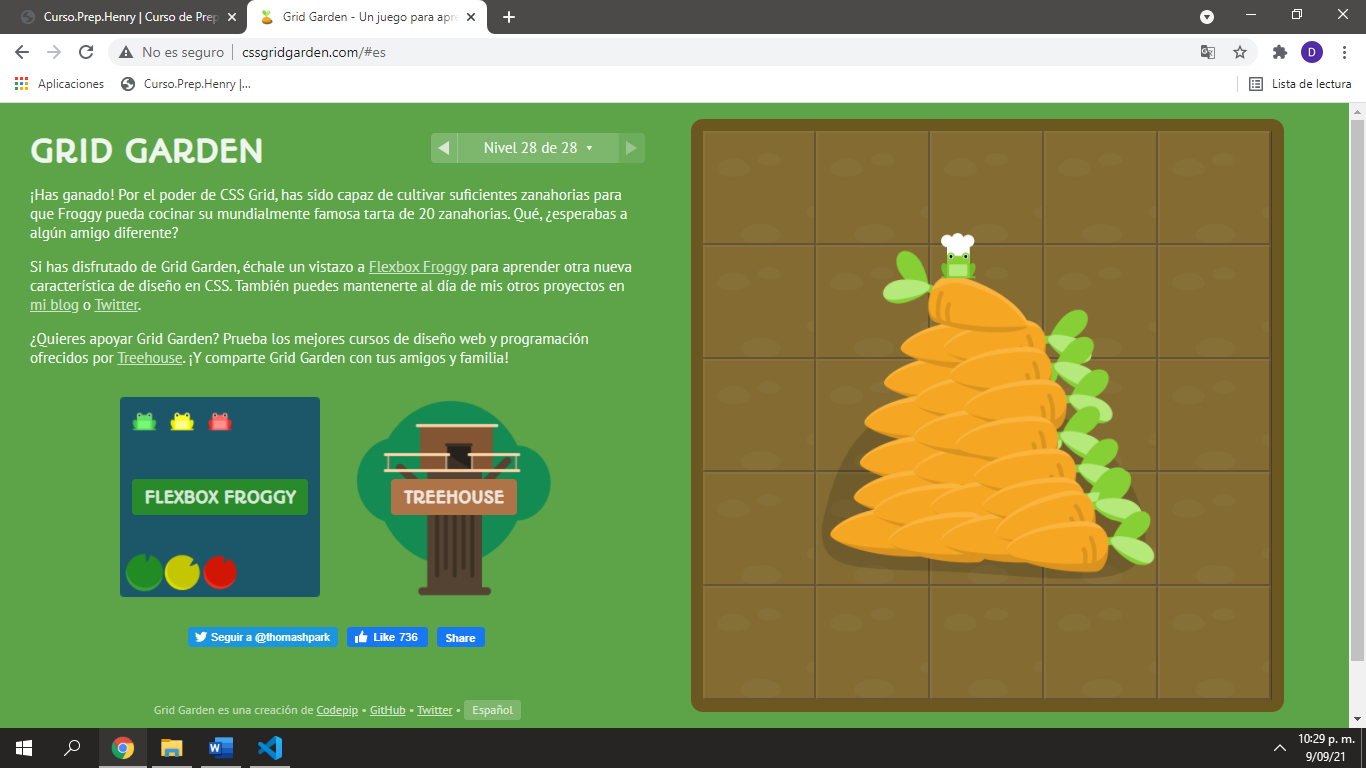 Curso.Prep.Henry | Curso de Prep
Grid Garden - Un juego para apre
No es seguro
cssgridgarden.com/#es
D
Aplicaciones
Curso.Prep.Henry |...
Lista de lectura
GRID GARDEN
Nivel 28 de 28
¡Has ganado! Por el poder de CSS Grid, has sido capaz de cultivar suficientes zanahorias para
que Froggy pueda cocinar su mundialmente famosa tarta de 20 zanahorias. Qué, ¿esperabas a
algún amigo diferente?
Si has disfrutado de Grid Garden, échale un vistazo a Flexbox Froggy para aprender otra nueva
característica de diseño en CSS. También puedes mantenerte al día de mis otros proyectos en
mi blog o Twitter.
¿Quieres apoyar Grid Garden? Prueba los mejores cursos de diseño web y programación
ofrecidos por Treehouse. ¡Y comparte Grid Garden con tus amigos y familia!
FLEXBOX FROGGY
TREEHOUSE
Seguir a @thomashpark
Like 736
Share
Grid Garden es una creación de Codepip • GitHub • Twitter • Español
10:29 p. m.
9/09/21